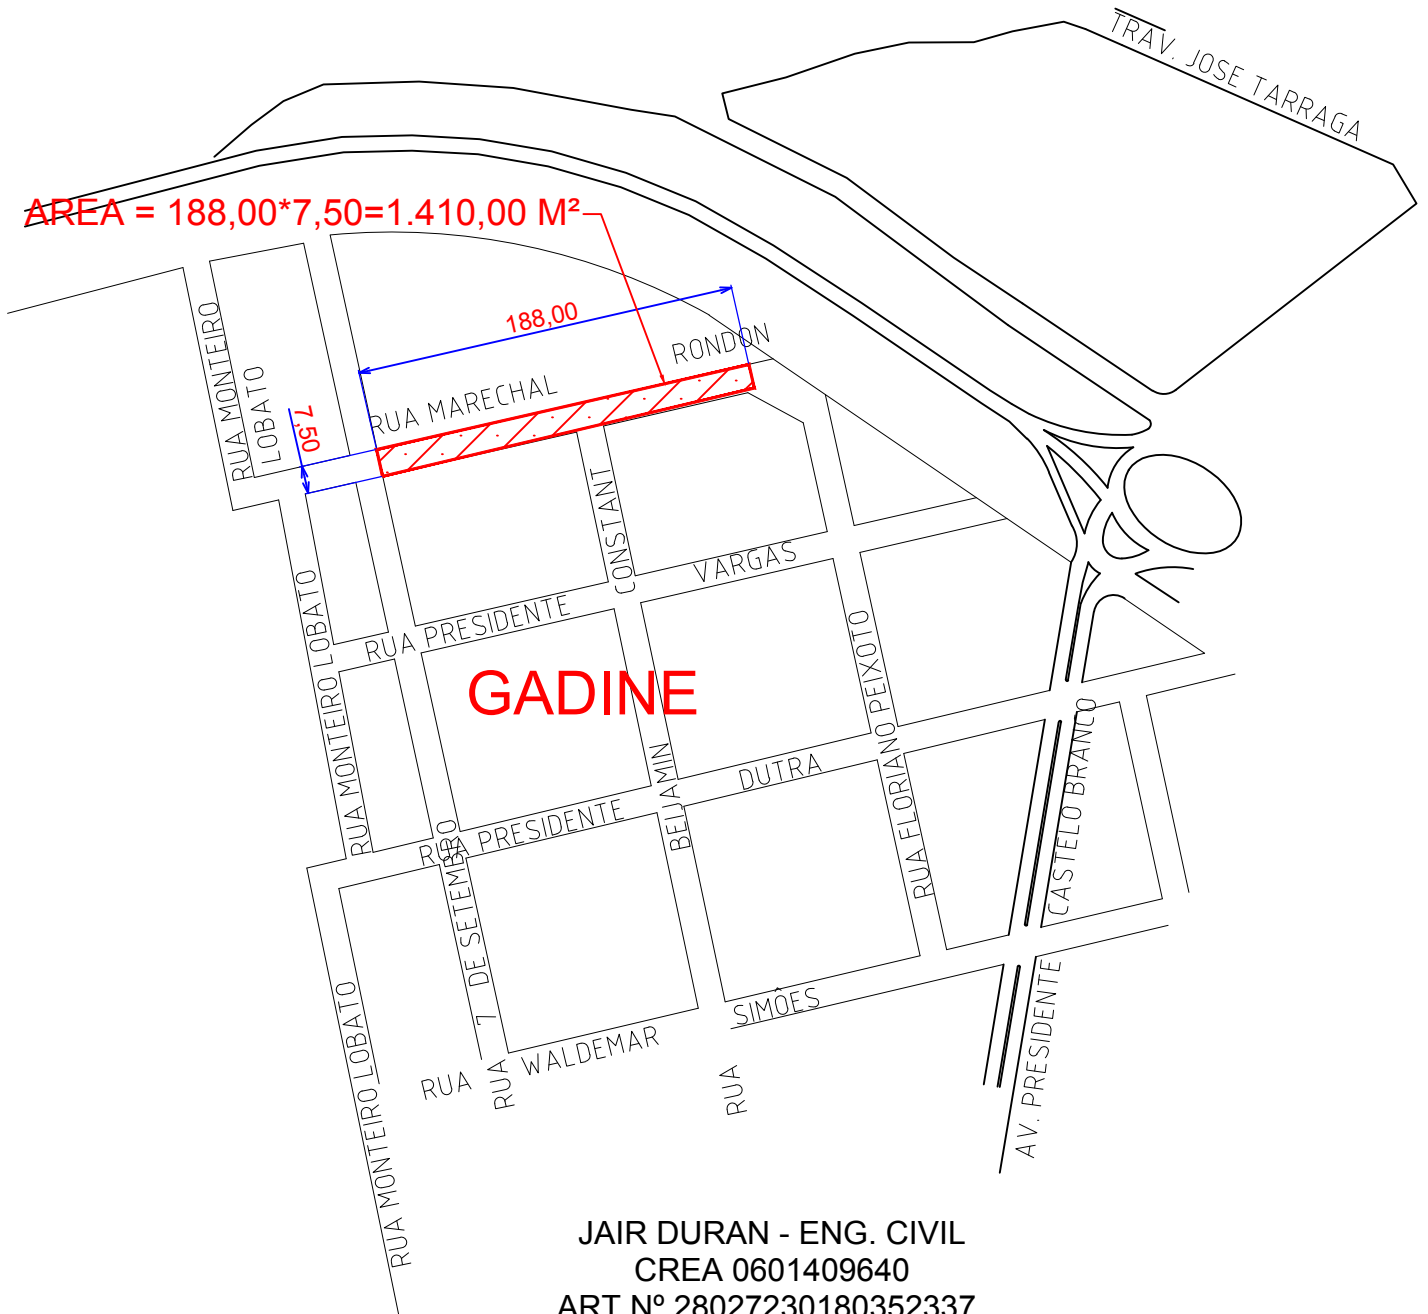 TRAV. JOSE TARRAGA
AREA = 188,00*7,50=1.410,00 M²
188,00
RONDON
RUA MARECHAL
RUA MONTEIRO
LOBATO
7,50
CONSTANT
VARGAS
RUA PRESIDENTE
RUA MONTEIRO LOBATO
GADINE
RUA FLORIANO PEIXOTO
DUTRA
BEIJAMIN
RUA PRESIDENTE
CASTELO BRANCO
RUA 7 DE SETEMBRO
SIMÕES
WALDEMAR
RUA
RUA
AV. PRESIDENTE
RUA MONTEIRO LOBATO
JAIR DURAN - ENG. CIVIL
CREA 0601409640
ART Nº 28027230180352337